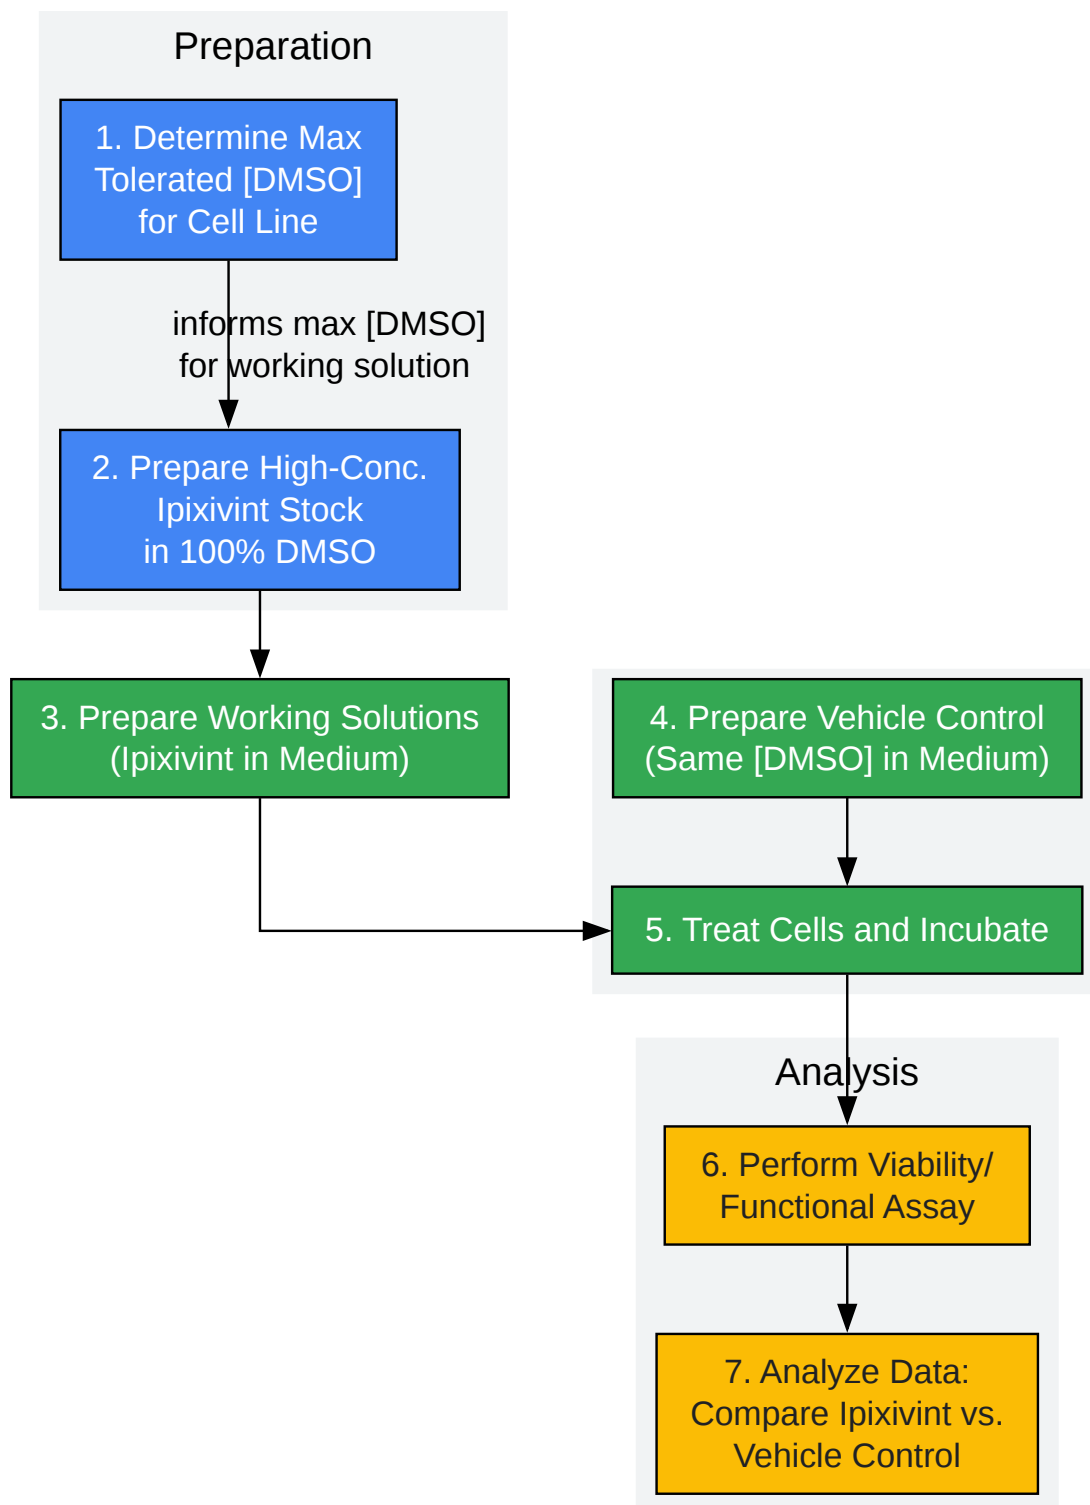 Preparation
1. Determine Max
Tolerated [DMSO]
for Cell Line
informs max [DMSO]
for working solution
2. Prepare High-Conc.
Ipixivint Stock
in 100% DMSO
3. Prepare Working Solutions
(Ipixivint in Medium)
4. Prepare Vehicle Control
(Same [DMSO] in Medium)
5. Treat Cells and Incubate
Analysis
6. Perform Viability/
Functional Assay
7. Analyze Data:
Compare Ipixivint vs.
Vehicle Control